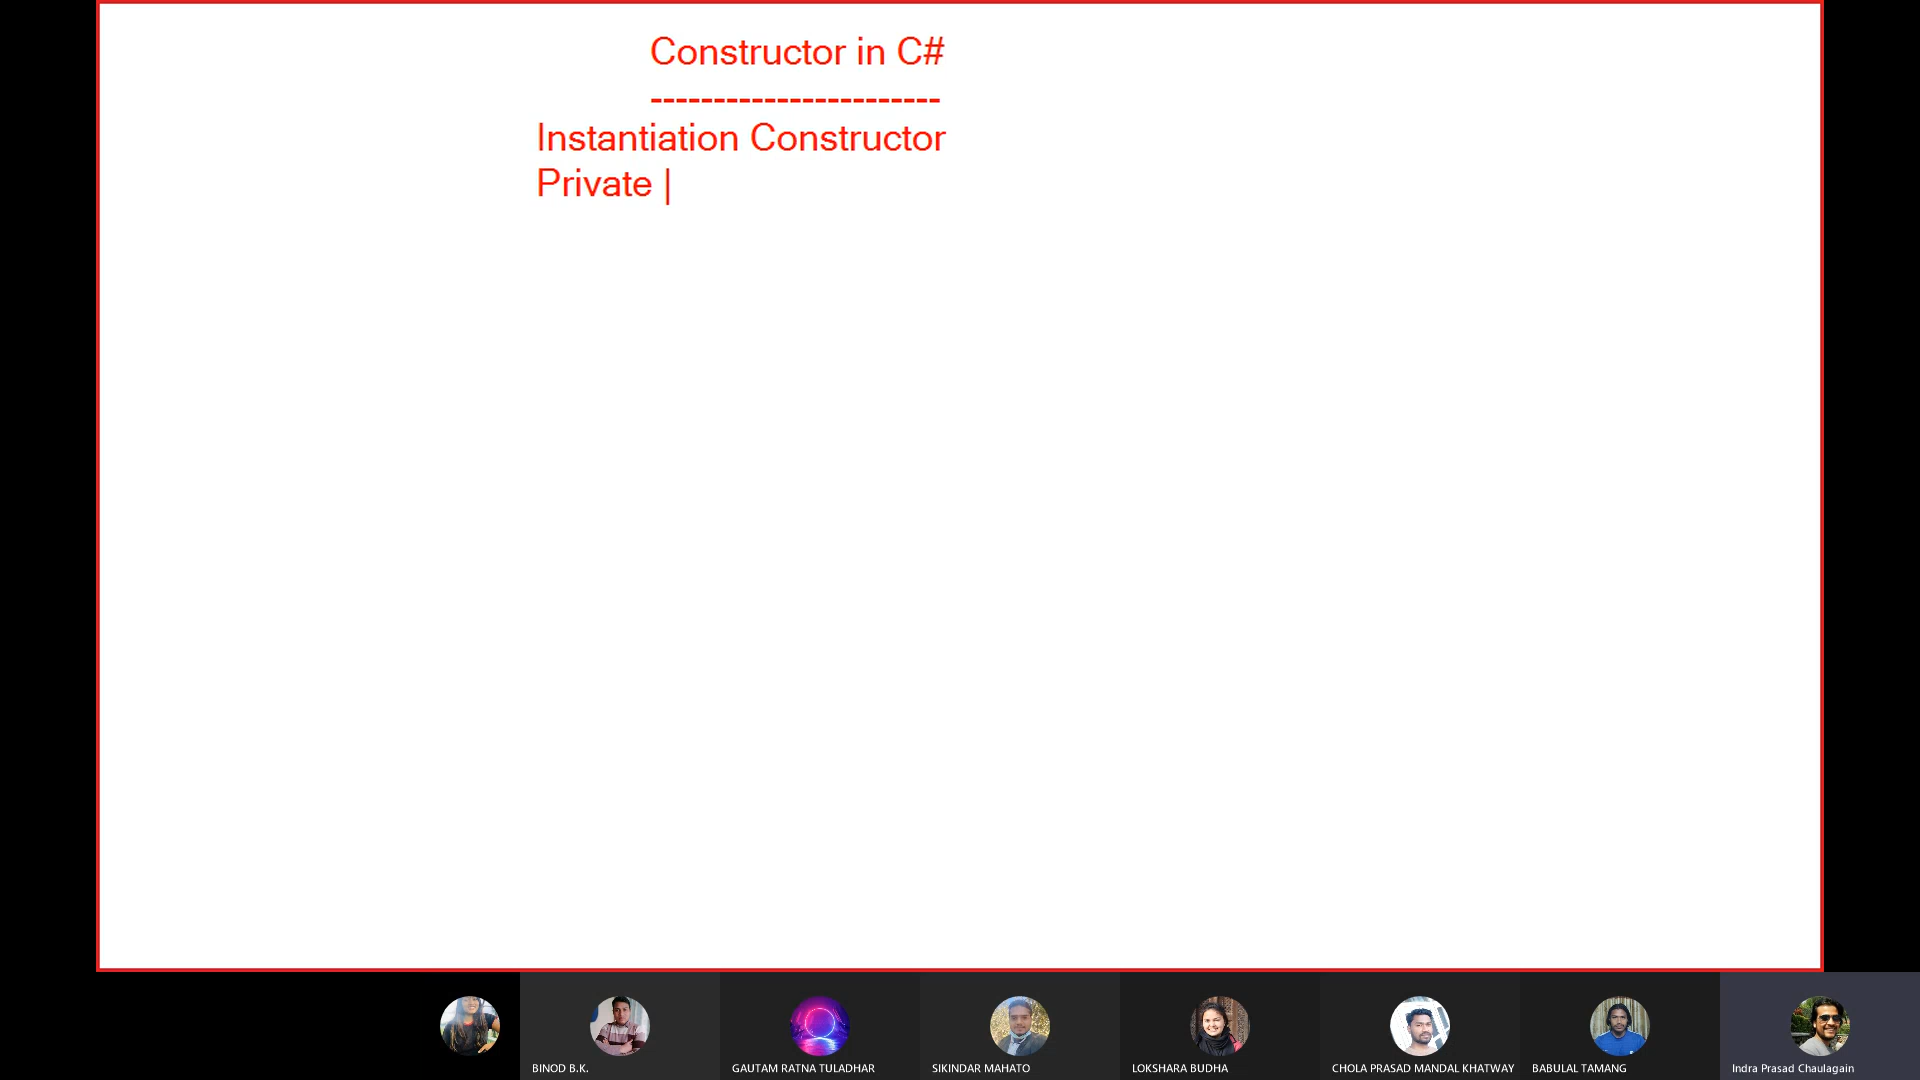 Constructor in C#
-----------------------
Instantiation Constructor
Private |
BINOD B.K.
GAUTAM RATNA TULADHAR
SIKINDAR MAHATO
LOKSHARA BUDHA
CHOLA PRASAD MANDAL KHATWAY
BABULAL TAMANG
Indra Prasad Chaulagain